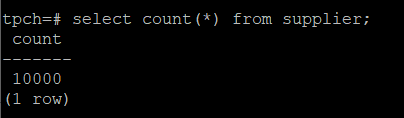 tpch=# select count(*) from supplier;
count
-------
10000
(1 row)